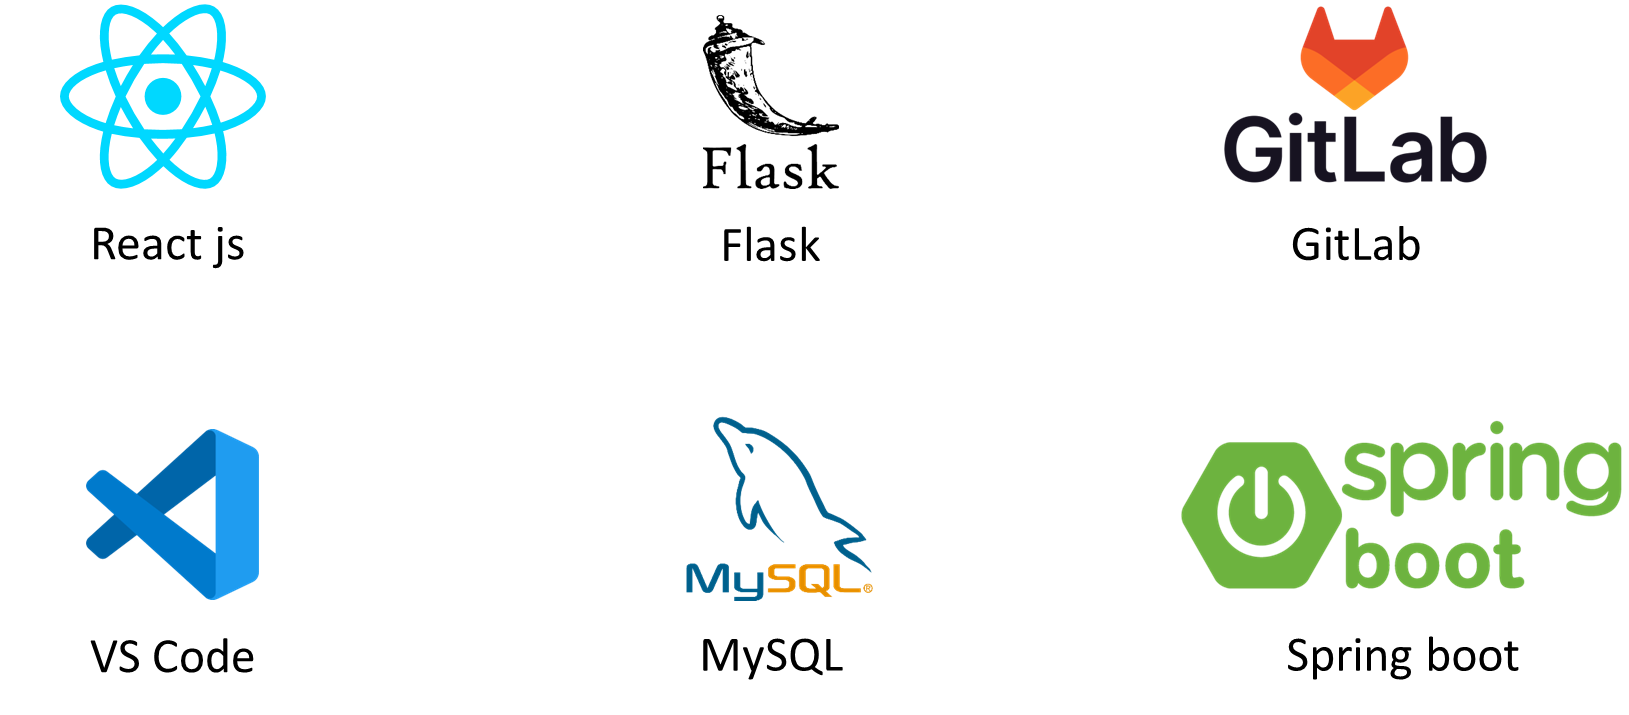 Flask
GitLab
React js
Flask
GitLab
spring
boot
MySQL®
VS Code
MySQL
Spring boot